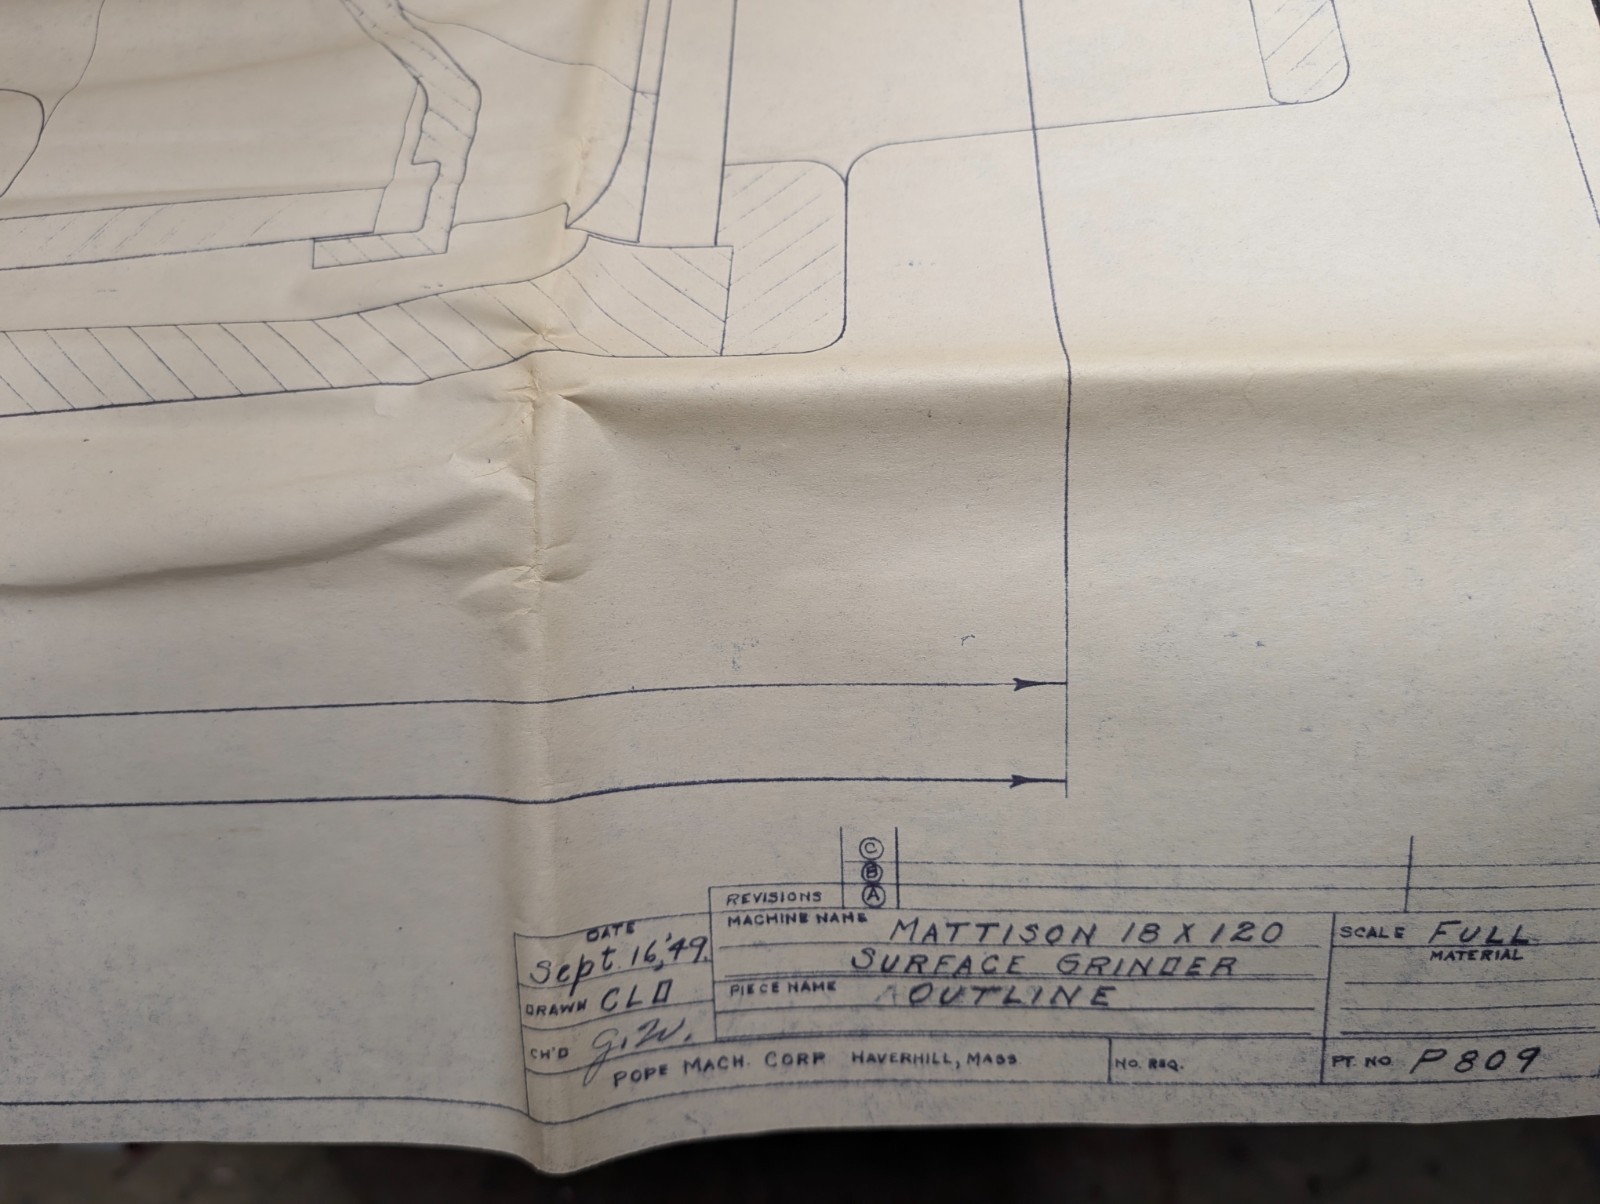 C
B
REVISIONS A
DATE
Sept. 16, '49.
DRAWN CLD
CH'D G.W.
MACHINE NAME MATTISON 18 X 120
SURFACE GRINDER
PIECE NAME OUTLINE
SCALE FULL
MATERIAL
POPE MACH. CORP HAVERHILL, MASS
NO. REQ.
PT. NO. P809